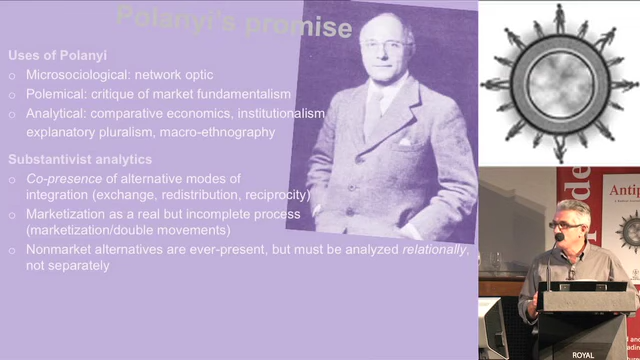 Polanyi's promise
Uses of Polanyi
o Microsociological: network optic
o Polemical: critique of market fundamentalism
o Analytical: comparative economics, institutionalism
explanatory pluralism, macro-ethnography
Substantivist analytics
o Co-presence of alternative modes of
integration (exchange, redistribution, reciprocity)
o Marketization as a real but incomplete process
(marketization/double movements)
o Nonmarket alternatives are ever-present, but must be analyzed relationally,
not separately
de
Antip
ROYAL